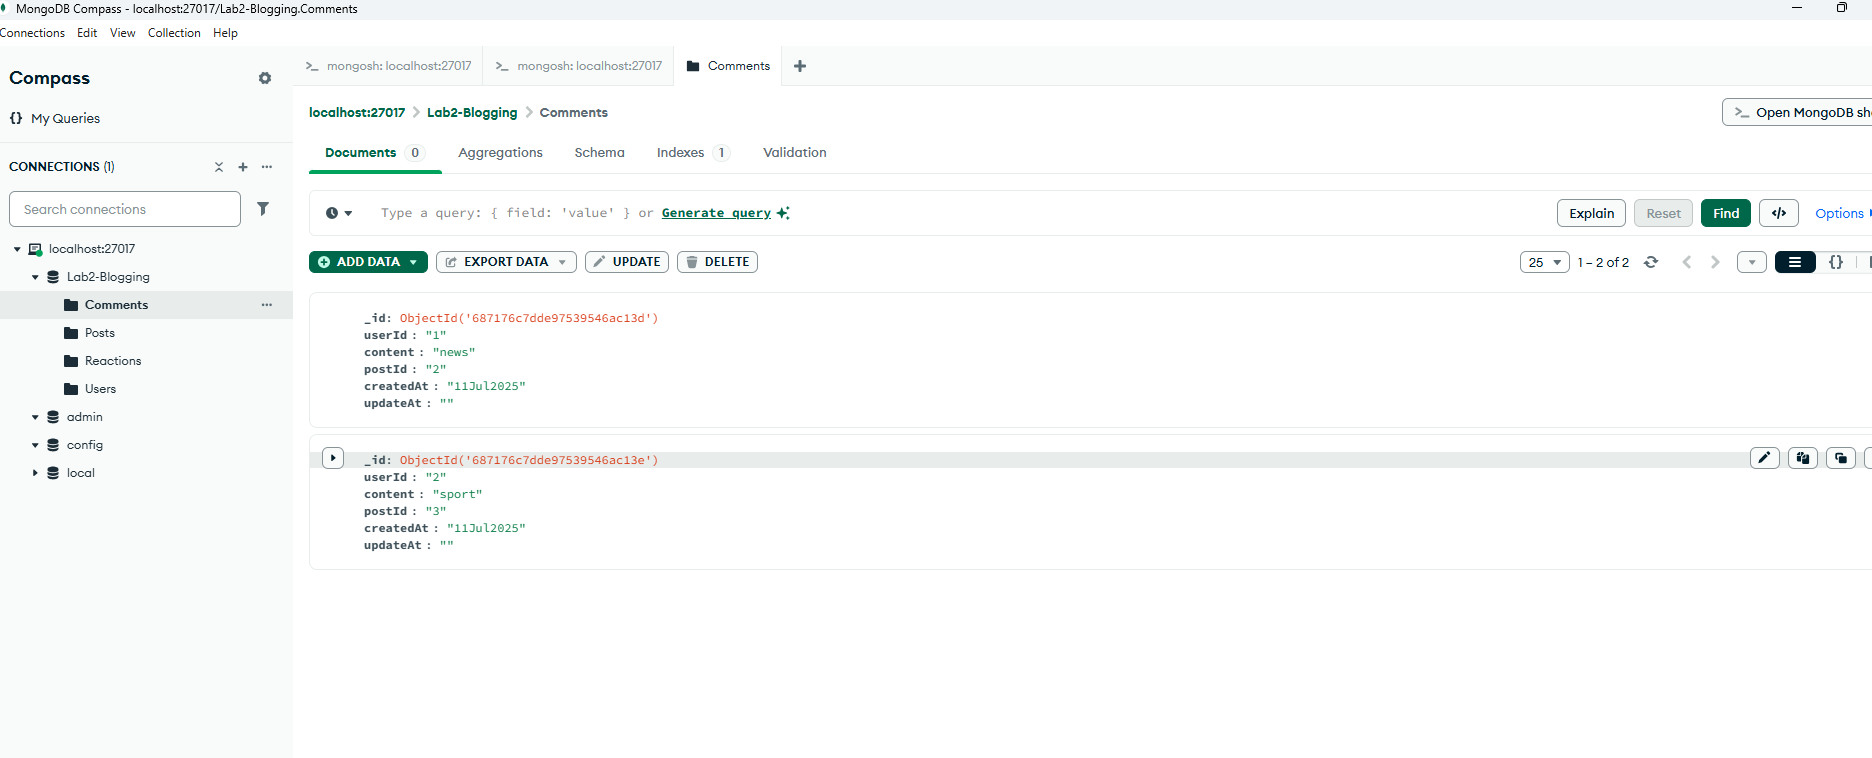 MongoDB Compass - localhost:27017/Lab2-Blogging.Comments
Connections Edit View Collection Help
Compass
>_ mongosh: localhost:27017 >_ mongosh: localhost:27017 Comments +
{} My Queries
localhost:27017 > Lab2-Blogging > Comments
>_ Open MongoDB sh
CONNECTIONS (1)
Documents 0 Aggregations Schema Indexes 1 Validation
Search connections
Type a query: { field: 'value' } or Generate query
Explain Reset Find </> Options
localhost:27017
Lab2-Blogging
Comments
Posts
Reactions
Users
admin
config
local
ADD DATA EXPORT DATA UPDATE DELETE
25 1 – 2 of 2 {}
_id: ObjectId('687176c7dde97539546ac13d')
userId : "1"
content : "news"
postId : "2"
createdAt : "11Jul2025"
updateAt : ""
_id: ObjectId('687176c7dde97539546ac13e')
userId : "2"
content : "sport"
postId : "3"
createdAt : "11Jul2025"
updateAt : ""